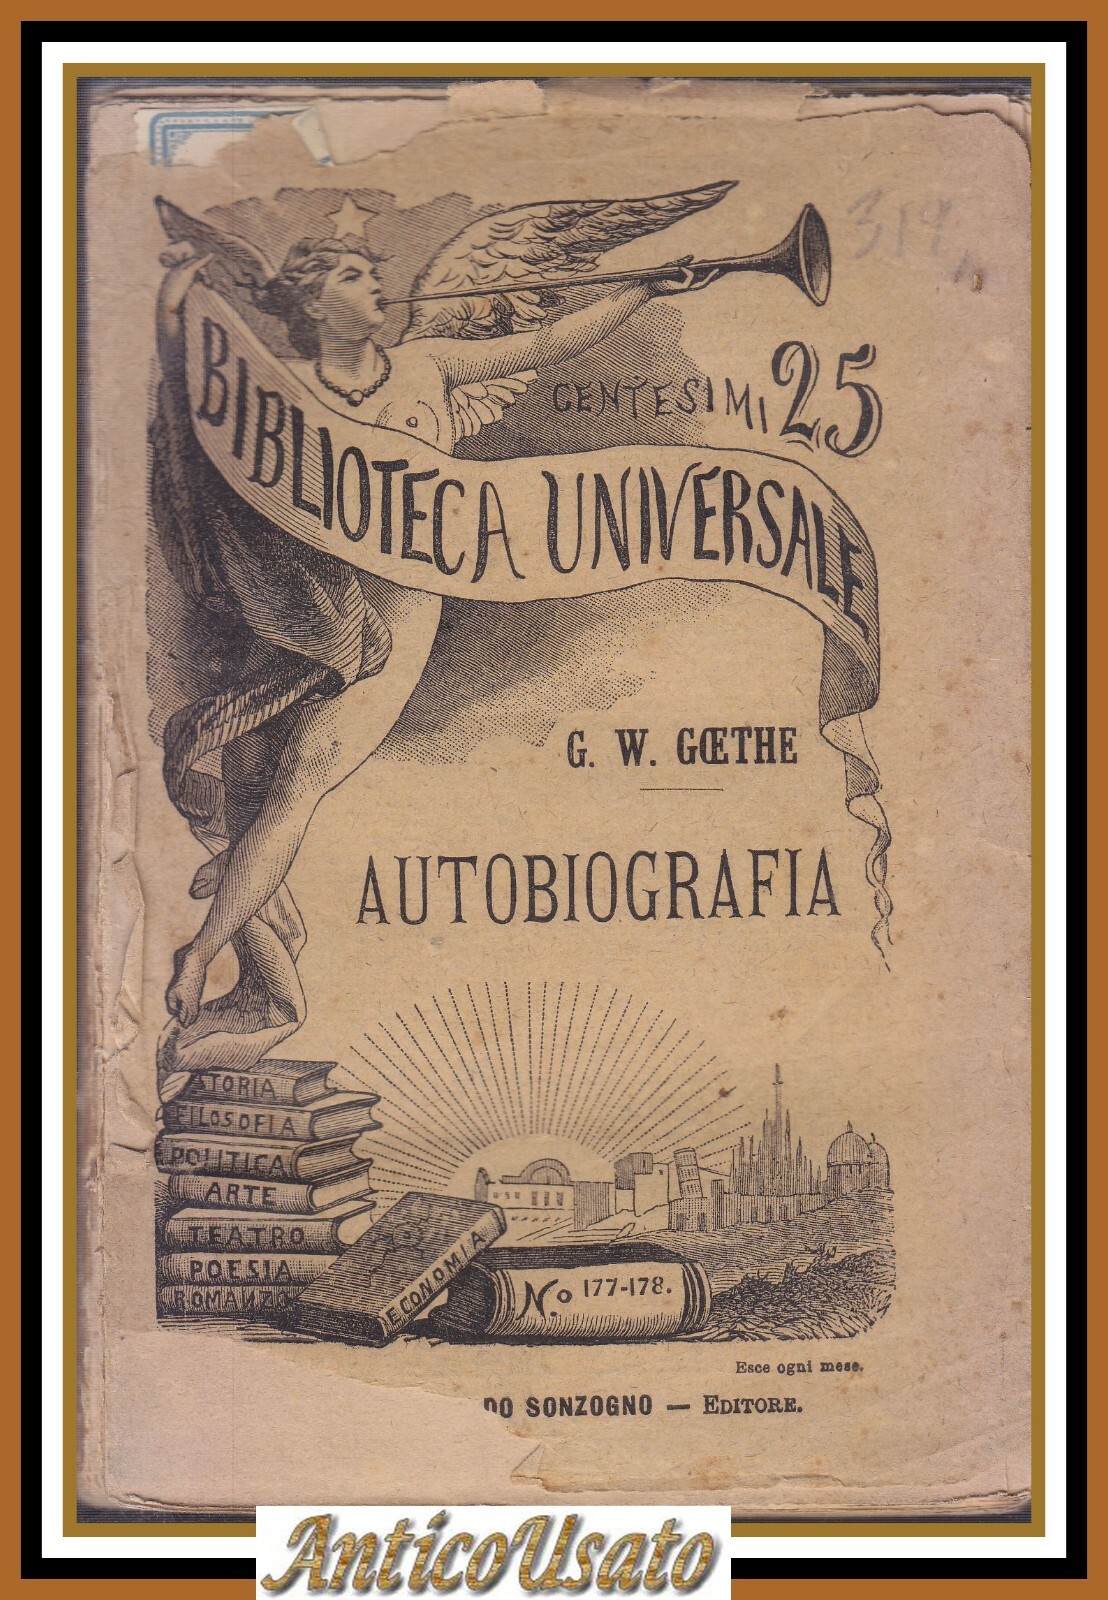 319
CENTESIMI 25
BIBLIOTECA UNIVERSALE
G. W. GŒTHE
AUTOBIOGRAFIA
STORIA
FILOSOFIA
POLITICA
ARTE
TEATRO
POESIA
ROMANZO
ECONOMIA
N.o 177-178.
Esce ogni mese.
DO SONZOGNO — EDITORE.
AnticoUsato